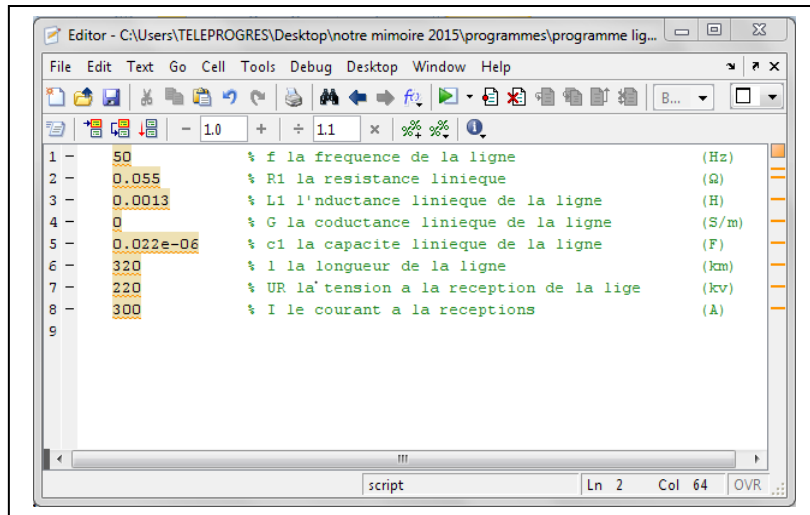 Editor - C:\Users\TELEPROGRES\Desktop\notre mimoire 2015\programmes\programme lig...
File Edit Text Go Cell Tools Debug Desktop Window Help
B...
- 1.0 + ÷ 1.1 ×
1 - 50 % f la frequence de la ligne (Hz)
2 - 0.055 % R1 la resistance linieque (Ω)
3 - 0.0013 % L1 l'nductance linieque de la ligne (H)
4 - 0 % G la coductance linieque de la ligne (S/m)
5 - 0.022e-06 % c1 la capacite linieque de la ligne (F)
6 - 320 % l la longueur de la ligne (km)
7 - 220 % UR la tension a la reception de la lige (kv)
8 - 300 % I le courant a la receptions (A)
9
script Ln 2 Col 64 OVR